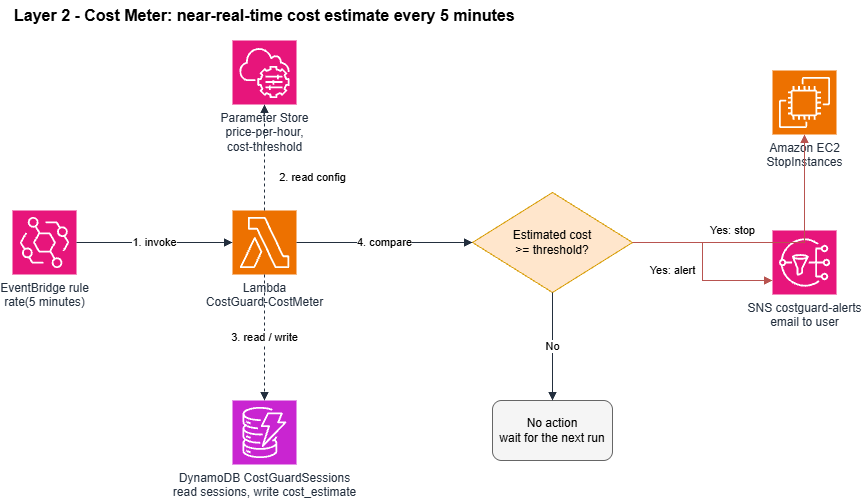 Layer 2 - Cost Meter: near-real-time cost estimate every 5 minutes
Parameter Store
price-per-hour,
cost-threshold
Amazon EC2
StopInstances
2. read config
1. invoke
4. compare
Estimated cost
>= threshold?
Yes: stop
Yes: alert
EventBridge rule
rate(5 minutes)
Lambda
CostGuard-CostMeter
SNS costguard-alerts
email to user
3. read / write
No
No action
wait for the next run
DynamoDB CostGuardSessions
read sessions, write cost_estimate